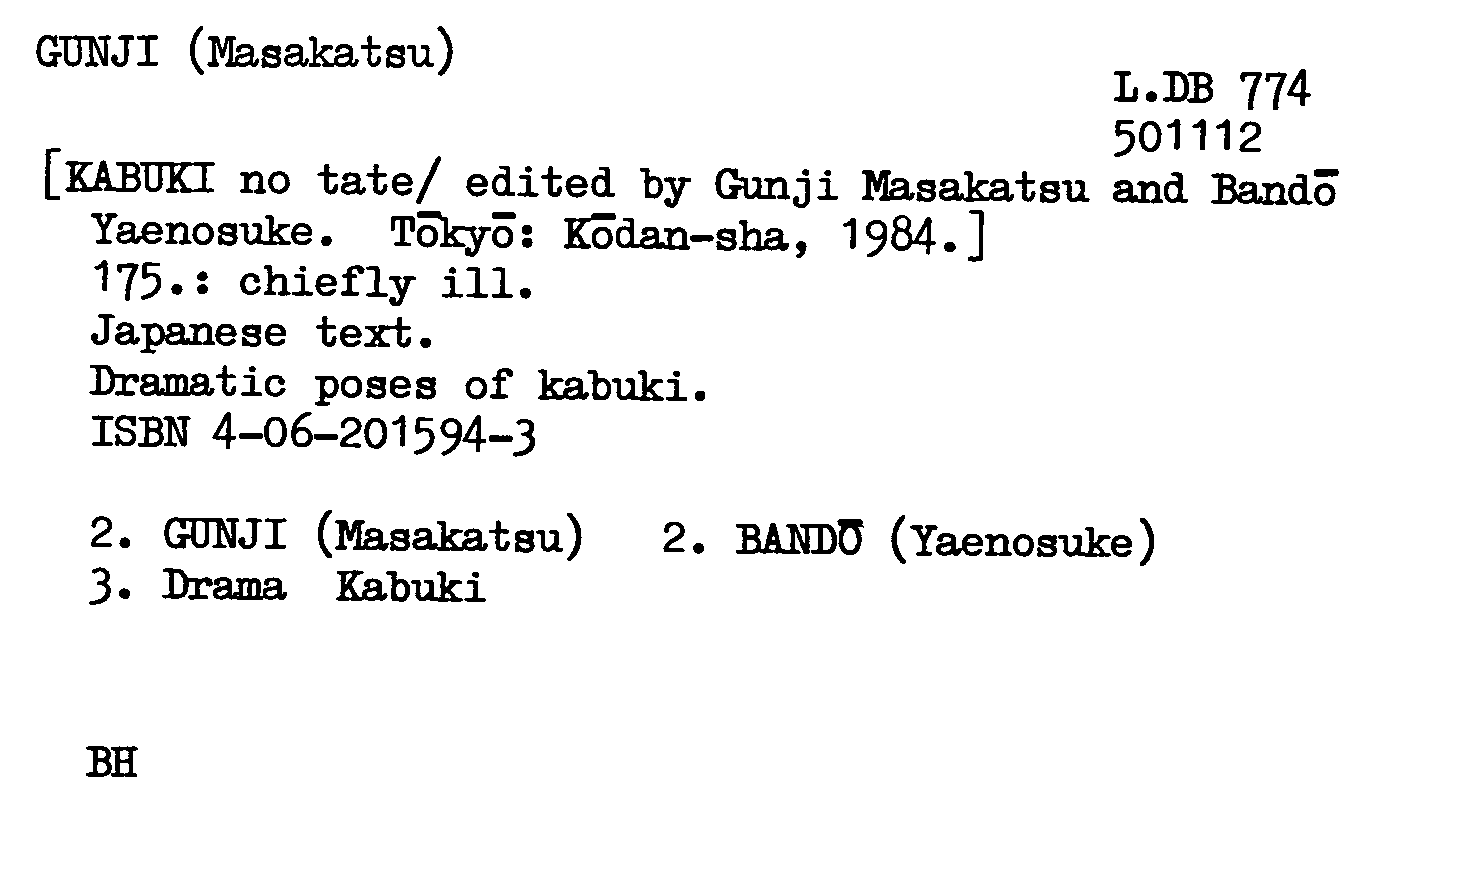 GUNJI (Masakatsu)
L.DB 774
501112
[KABUKI no tate/ edited by Gunji Masakatsu and Bandō
Yaenosuke. Tōkyō: Kōdan-sha, 1984.]
175.: chiefly ill.
Japanese text.
Dramatic poses of kabuki.
ISBN 4-06-201594-3
2. GUNJI (Masakatsu) 2. BANDŌ (Yaenosuke)
3. Drama Kabuki
BH